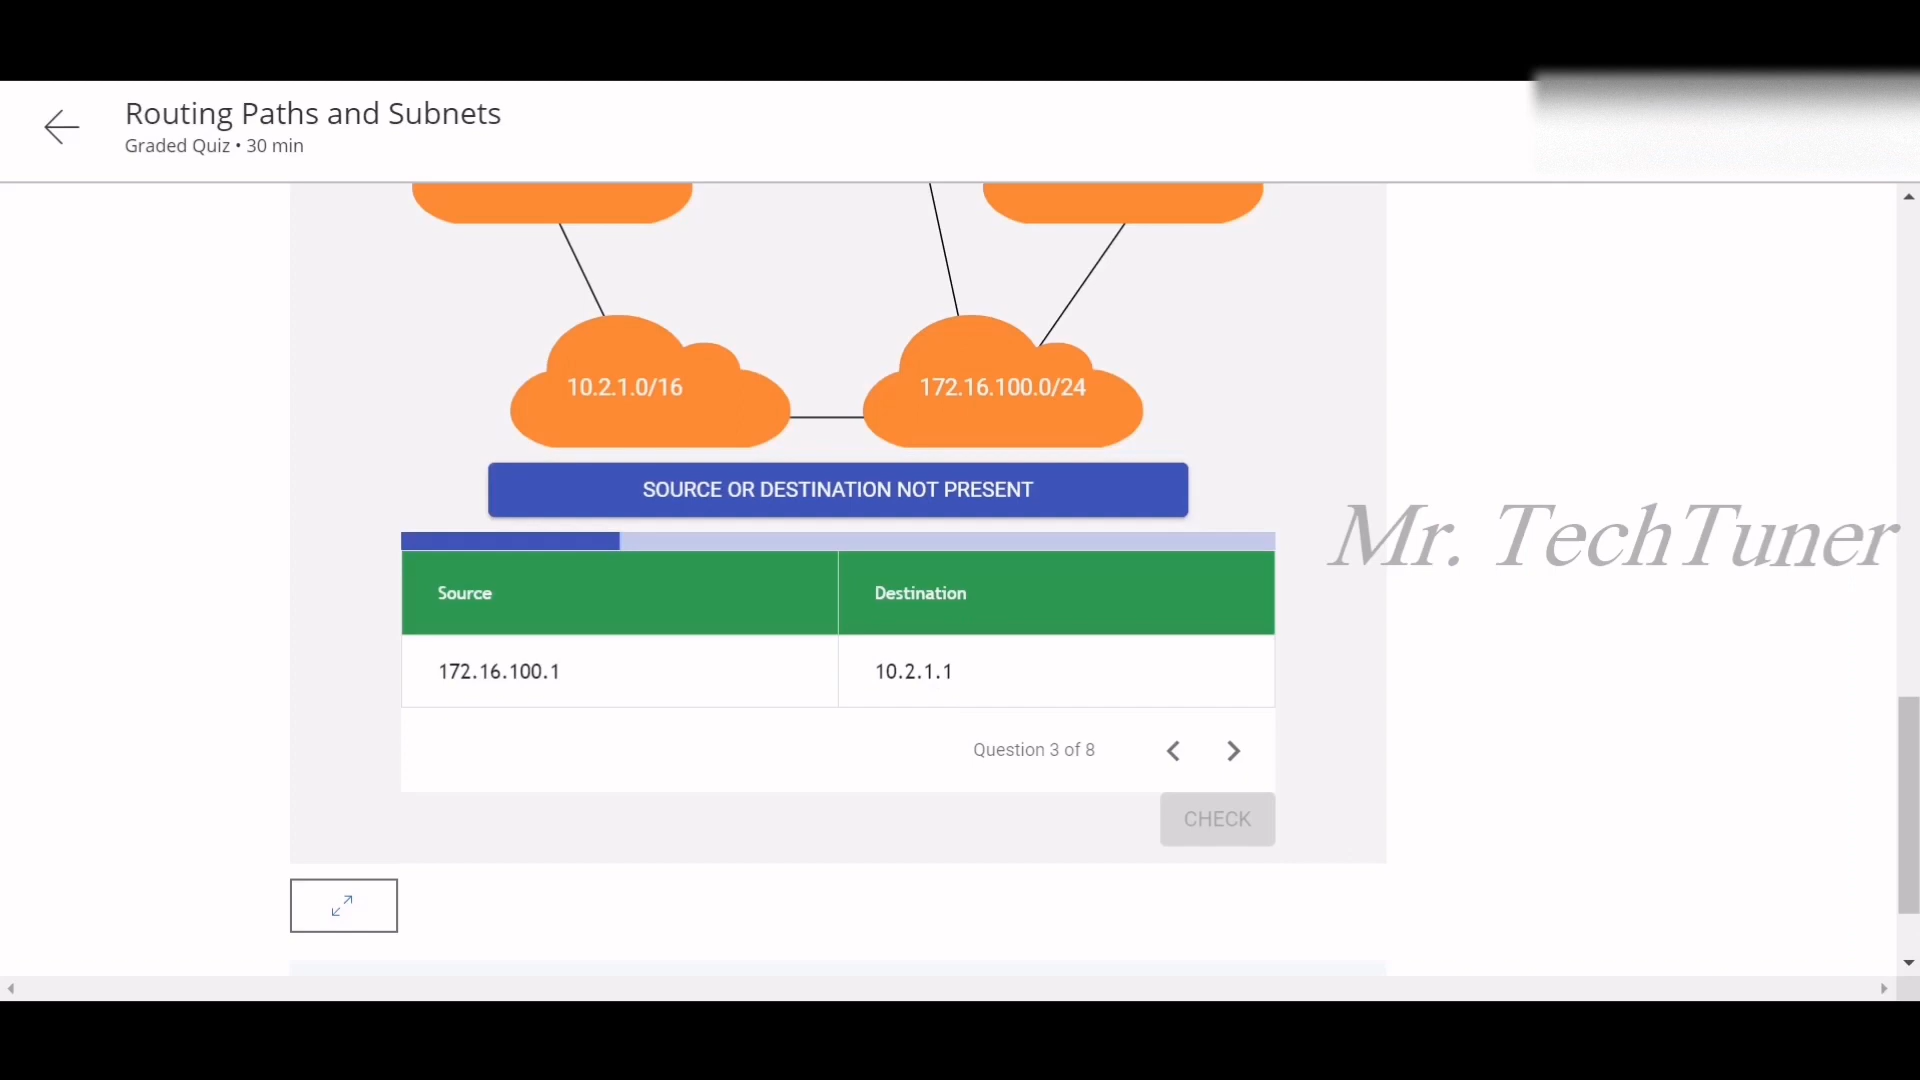 Routing Paths and Subnets
Graded Quiz • 30 min
10.2.1.0/16
172.16.100.0/24
SOURCE OR DESTINATION NOT PRESENT
Mr. TechTuner
Source
Destination
172.16.100.1
10.2.1.1
Question 3 of 8
CHECK